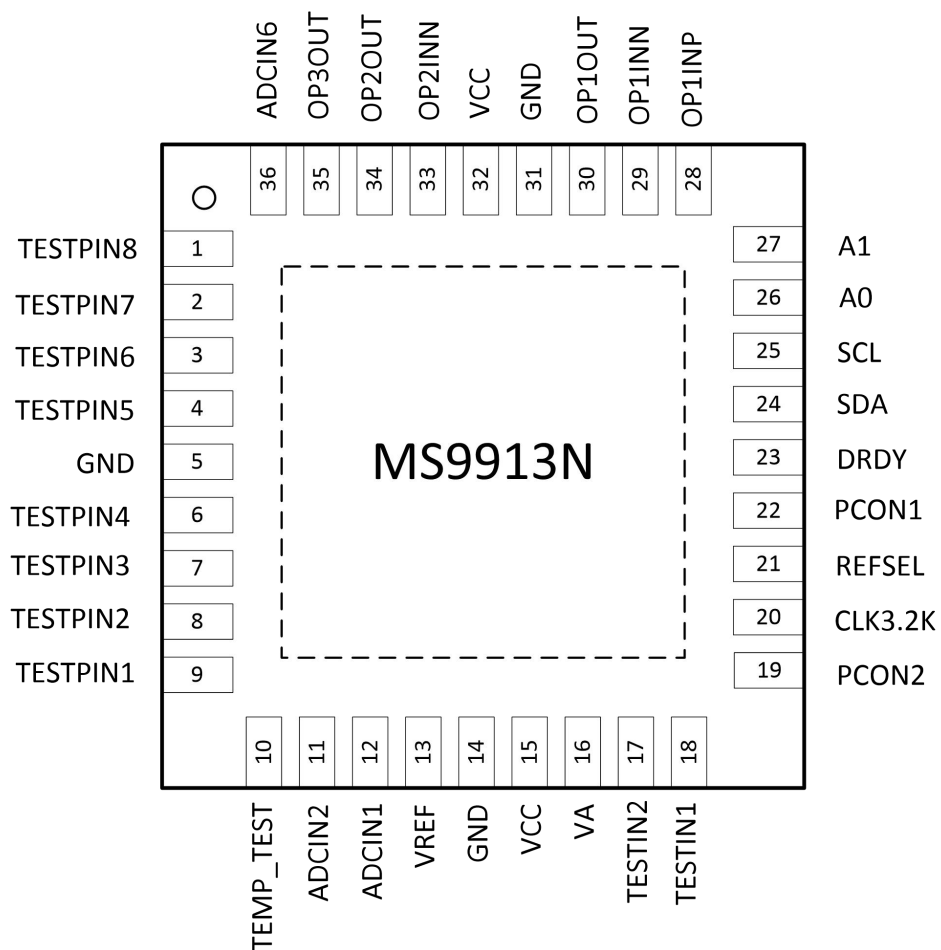 ADCIN6
OP3OUT
OP2OUT
OP2INN
VCC
GND
OP1OUT
OP1INN
OP1INP
36
35
34
33
32
31
30
29
28
TESTPIN8 1
TESTPIN7 2
TESTPIN6 3
TESTPIN5 4
GND 5
TESTPIN4 6
TESTPIN3 7
TESTPIN2 8
TESTPIN1 9
MS9913N
27 A1
26 A0
25 SCL
24 SDA
23 DRDY
22 PCON1
21 REFSEL
20 CLK3.2K
19 PCON2
10
11
12
13
14
15
16
17
18
TEMP_TEST
ADCIN2
ADCIN1
VREF
GND
VCC
VA
TESTIN2
TESTIN1